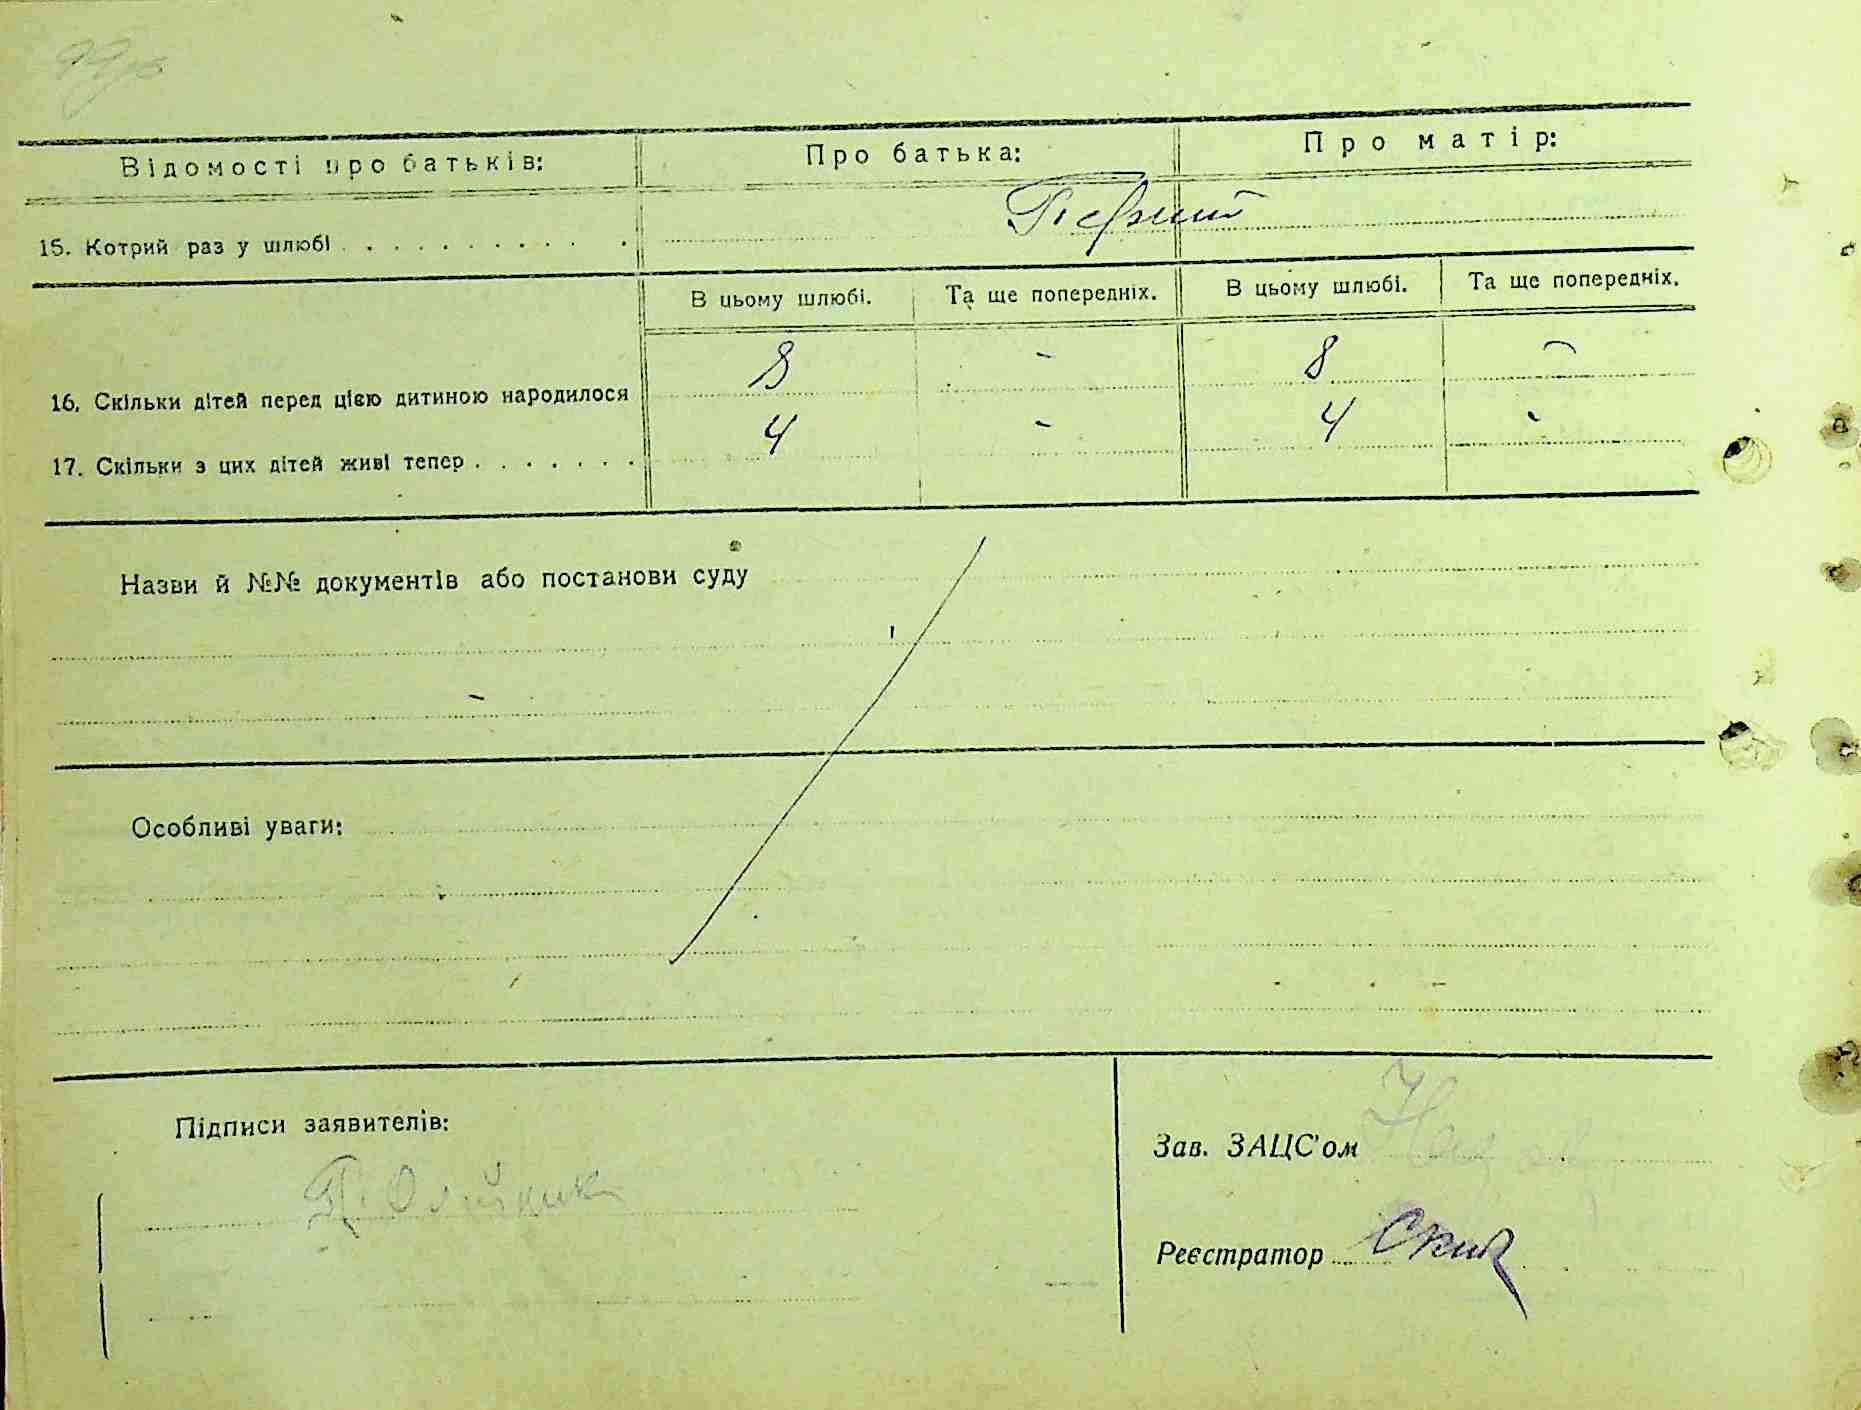 Відомості про батьків:
Про батька:
Про матір:
15. Котрий раз у шлюбі
Первий
В цьому шлюбі.
Та ще попередніх.
В цьому шлюбі.
Та ще попередніх.
16. Скільки дітей перед цією дитиною народилося
8 - 8 -
17. Скільки з цих дітей живі тепер
4 - 4 -
Назви й №№ документів або постанови суду
Особливі уваги:
Підписи заявителів:
П. Олійник
Зав. ЗАЦС'ом
Реєстратор